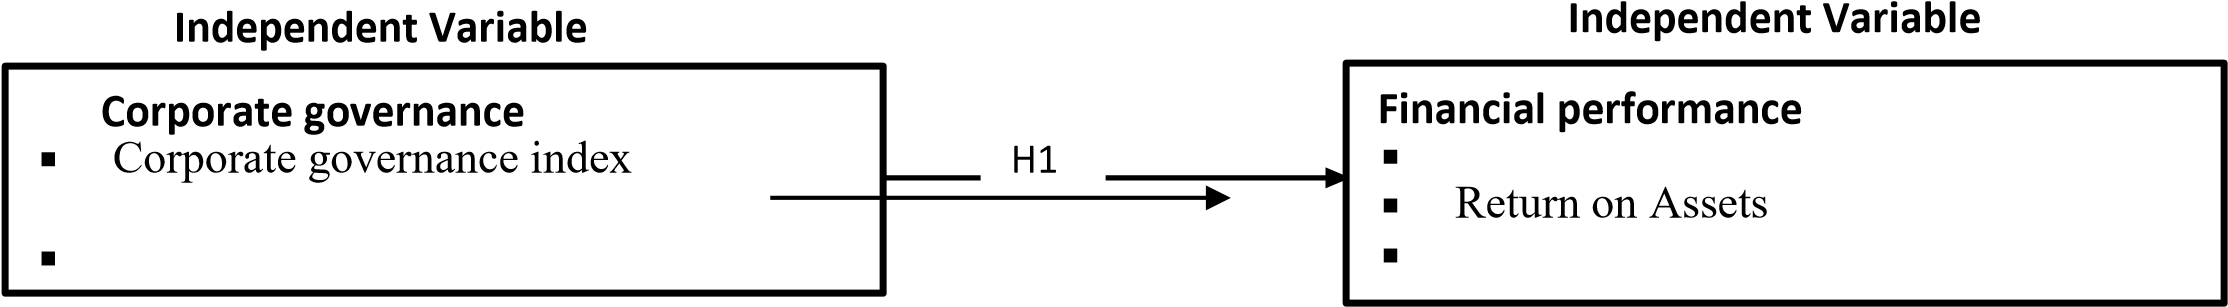 Independent Variable
Independent Variable
Corporate governance
▪ Corporate governance index
▪
H1
Financial performance
▪
▪ Return on Assets
▪